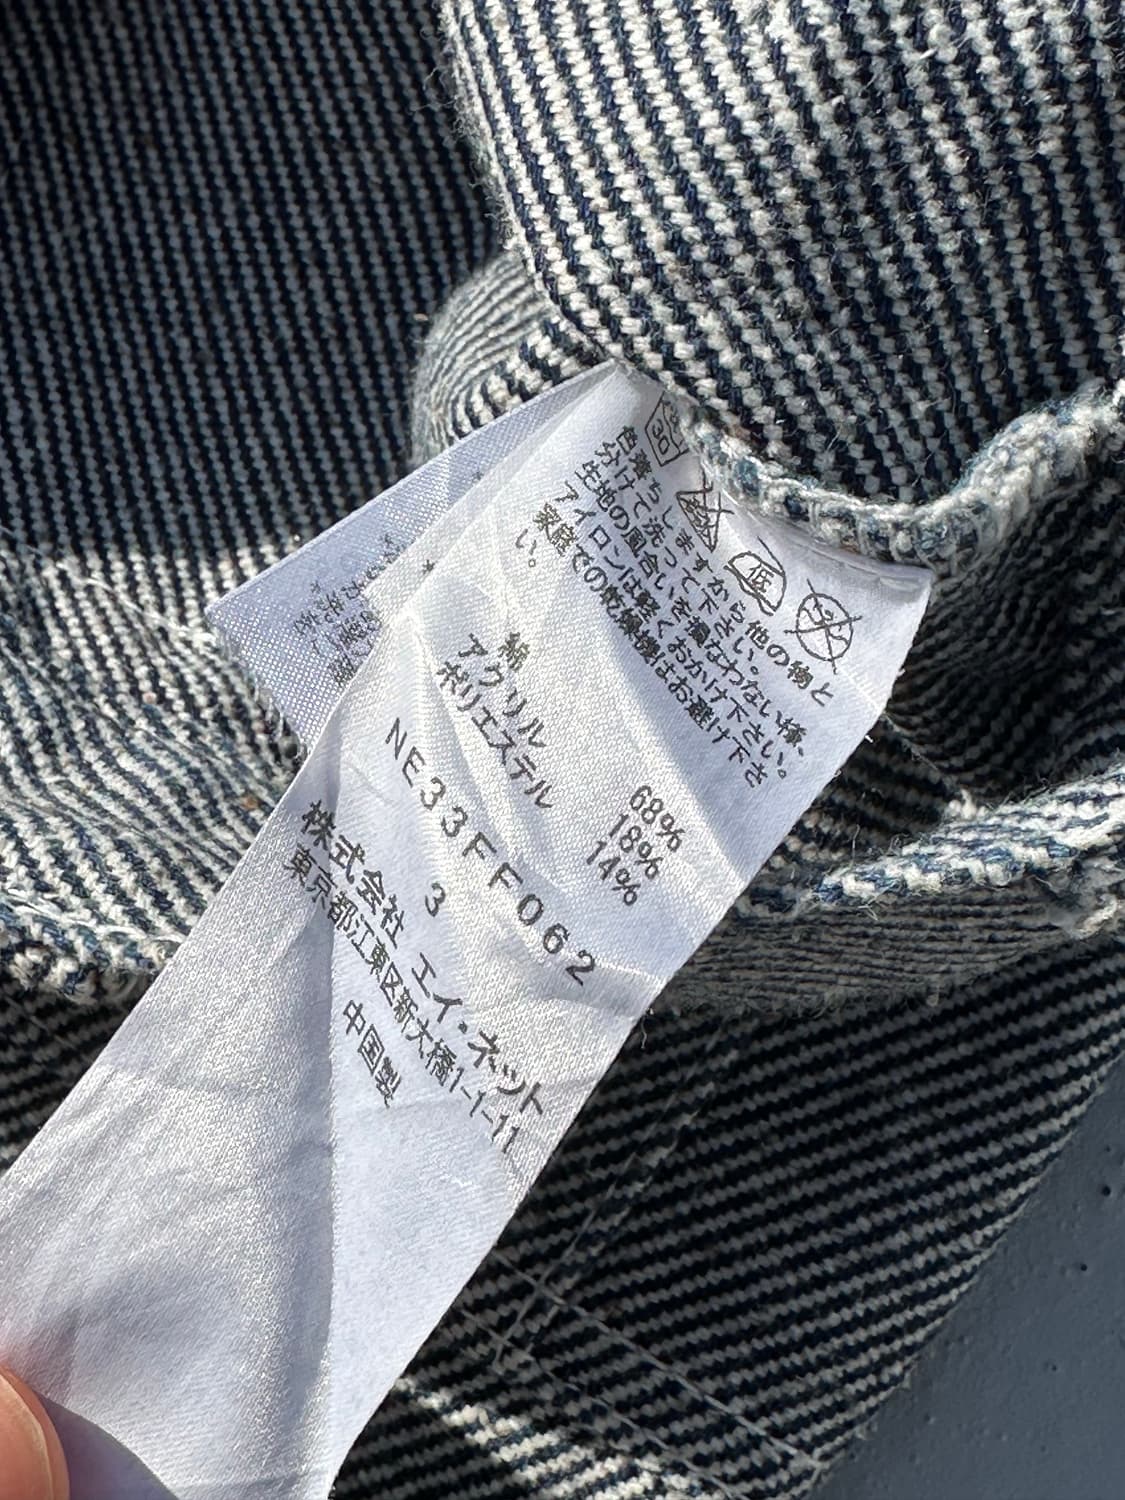 30
低
色落ちしますから他の物と
分けて洗って下さい。
生地の風合いを損なわない様、
アイロンは軽くおかけ下さい。
家庭での乾燥機はお避け下さ
い。
綿 68%
アクリル 18%
ポリエステル 14%
NE33FF062
3
株式会社 エイ・ネット
東京都江東区新大橋1-1-11
中国製